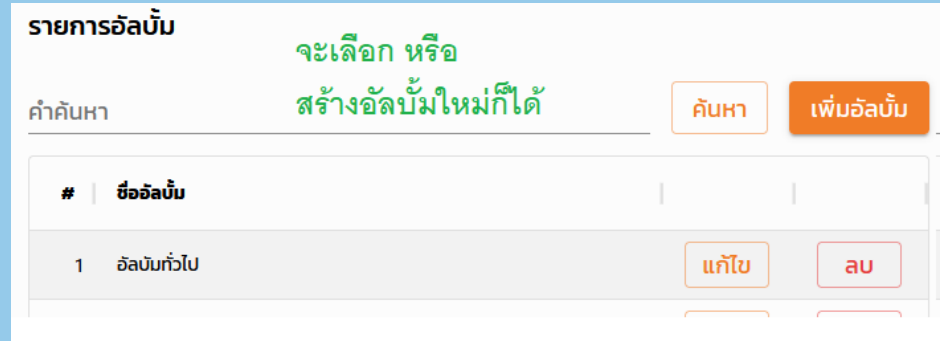 รายการอัลบั้ม
จะเลือก หรือ
สร้างอัลบั้มใหม่ก็ได้
คำค้นหา
ค้นหา
เพิ่มอัลบั้ม
# ชื่ออัลบั้ม
1 อัลบัมทั่วไป แก้ไข ลบ